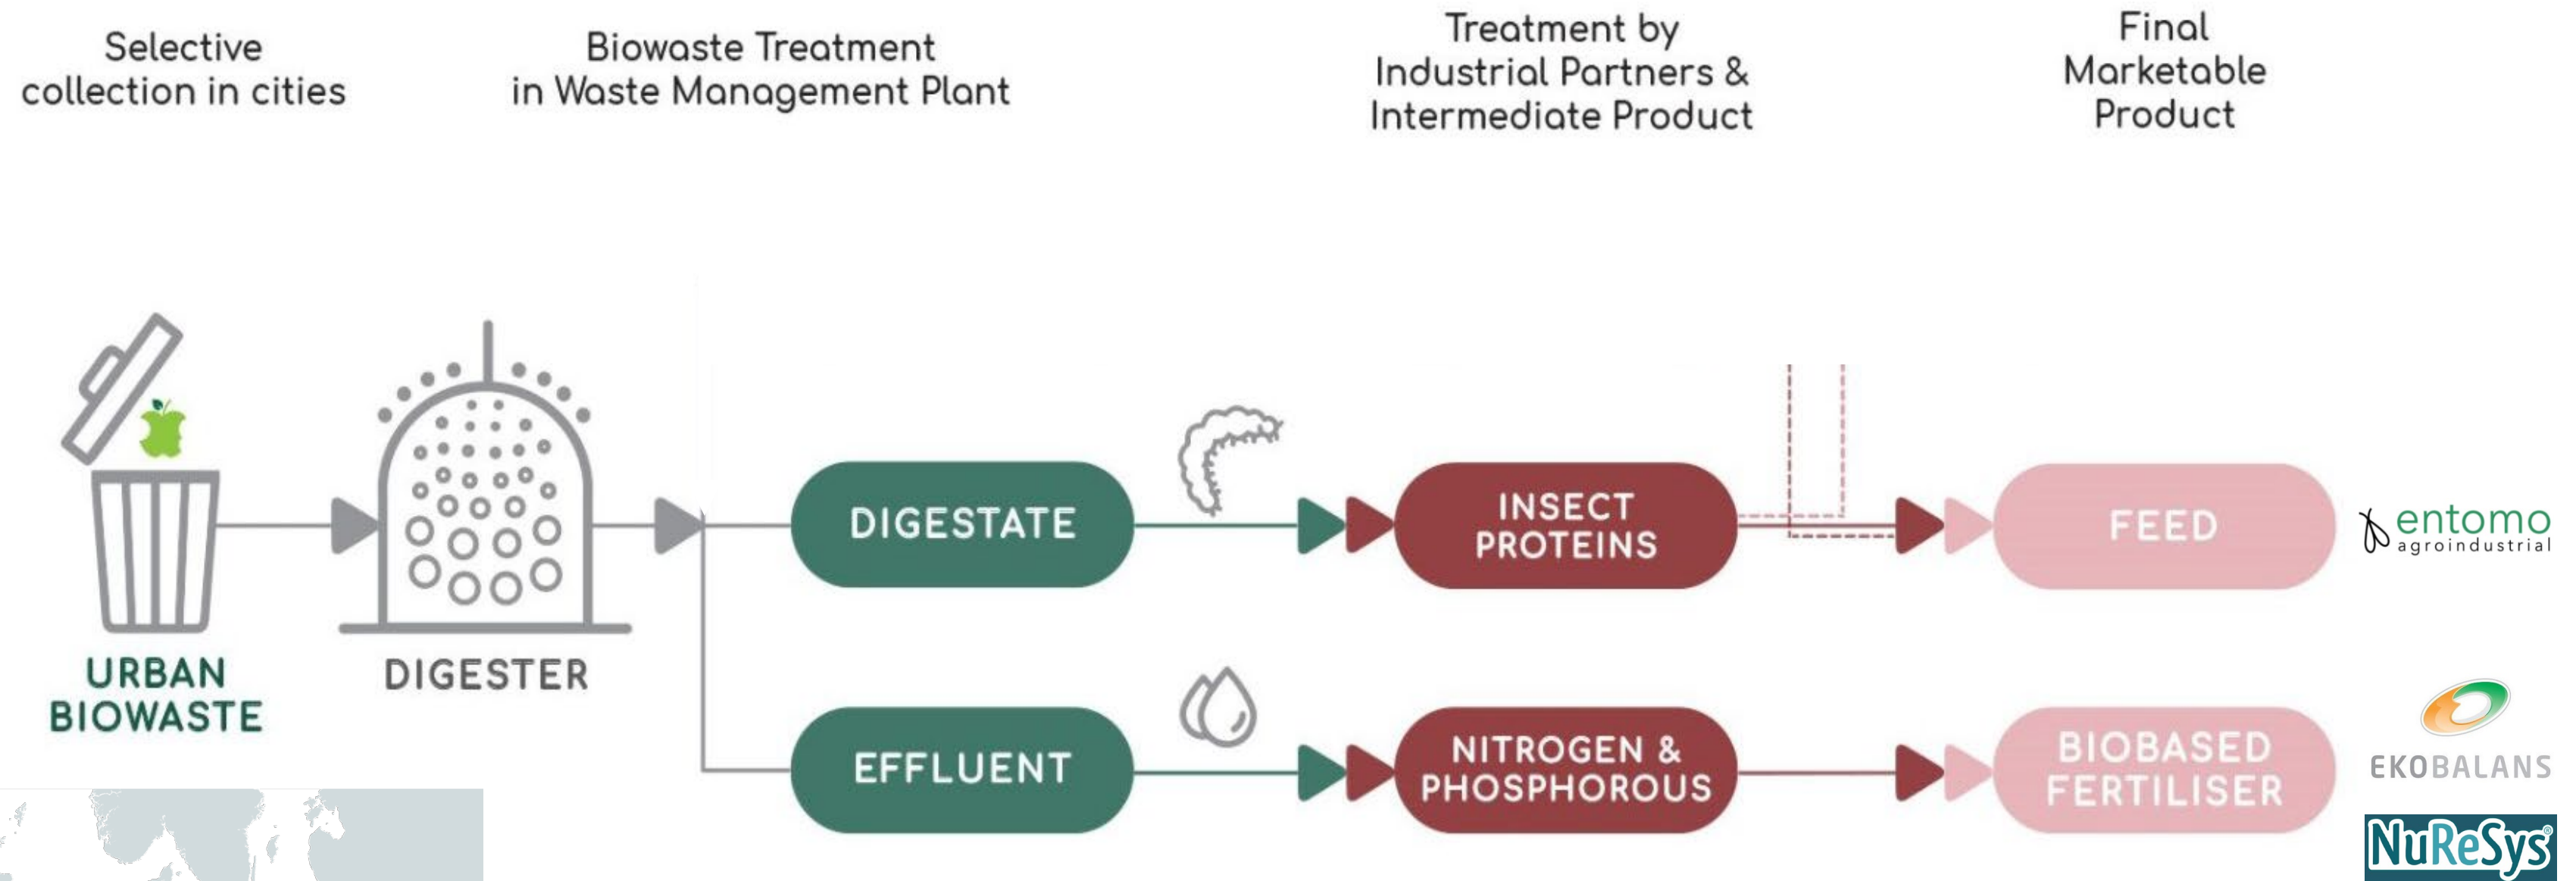 Selective
collection in cities
Biowaste Treatment
in Waste Management Plant
Treatment by
Industrial Partners &
Intermediate Product
Final
Marketable
Product
URBAN
BIOWASTE
DIGESTER
DIGESTATE
INSECT
PROTEINS
FEED
entomo
agroindustrial
EFFLUENT
NITROGEN &
PHOSPHOROUS
BIOBASED
FERTILISER
EKOBALANS
NuReSys®